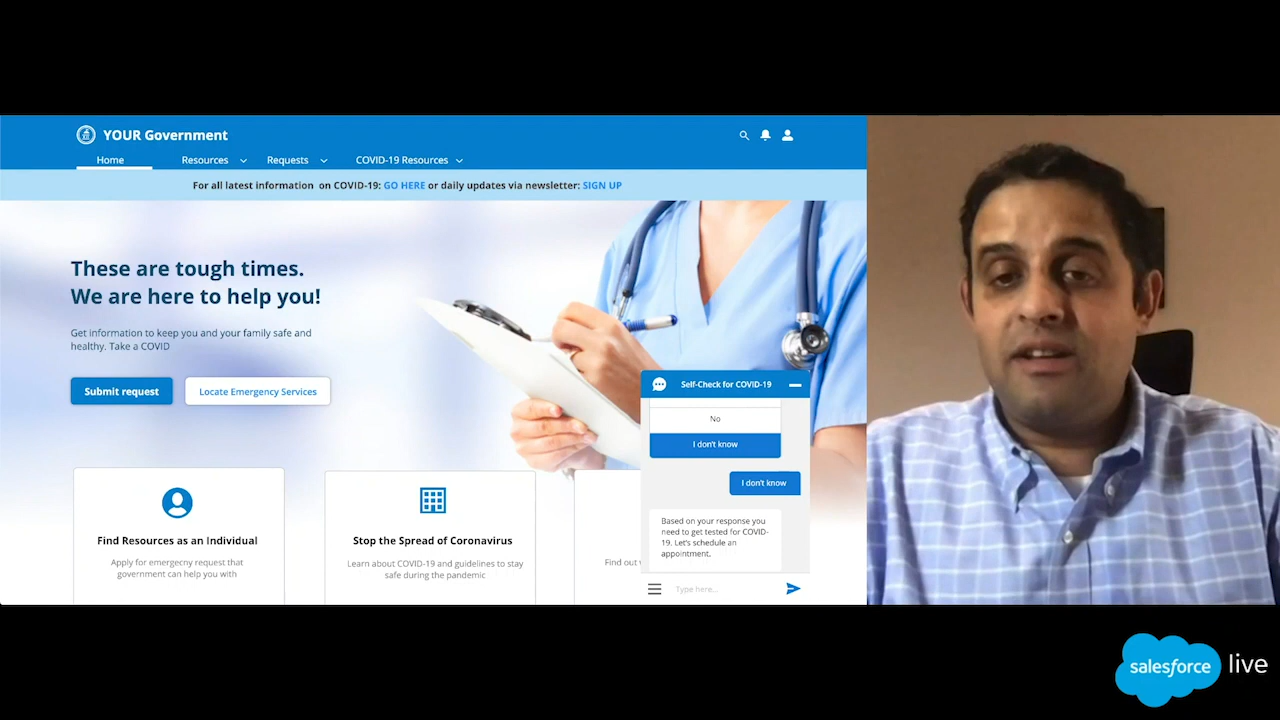 YOUR Government
Home Resources Requests COVID-19 Resources
For all latest information on COVID-19: GO HERE or daily updates via newsletter: SIGN UP
These are tough times.
We are here to help you!
Get information to keep you and your family safe and
healthy. Take a COVID
Submit request
Locate Emergency Services
Self-Check for COVID-19
No
I don't know
I don't know
Based on your response you
need to get tested for COVID-
19. Let's schedule an
appointment.
Type here...
Find Resources as an Individual
Apply for emergecny request that
government can help you with
Stop the Spread of Coronavirus
Learn about COVID-19 and guidelines to stay
safe during the pandemic
Find out
salesforce live